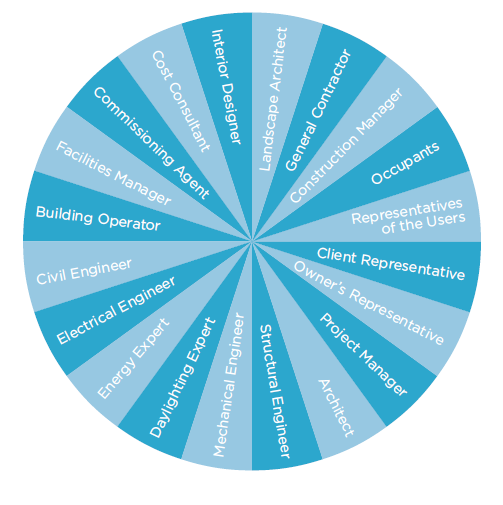 Landscape Architect
General Contractor
Construction Manager
Occupants
Representatives
of the Users
Client Representative
Owner's Representative
Project Manager
Architect
Structural Engineer
Mechanical Engineer
Daylighting Expert
Energy Expert
Electrical Engineer
Civil Engineer
Building Operator
Facilities Manager
Commissioning Agent
Cost Consultant
Interior Designer